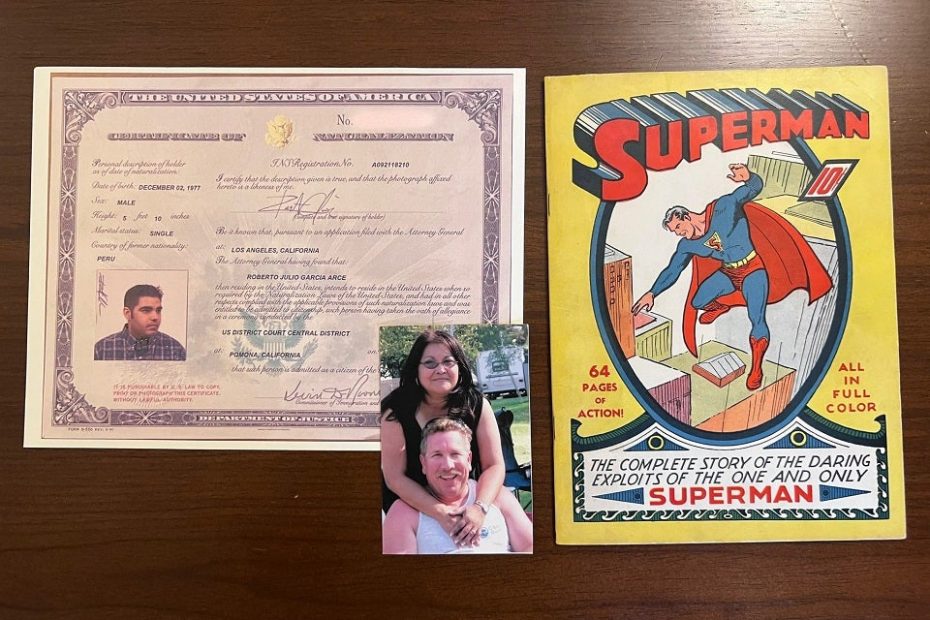 THE UNITED STATES OF AMERICA
No.
CERTIFICATE OF NATURALIZATION
Personal description of holder
as of date of naturalization:
Date of birth: DECEMBER 02, 1977
Sex: MALE
Height: 5 feet 10 inches
Marital status: SINGLE
Country of former nationality:
PERU
INS Registration No. A092118210
I certify that the description given is true, and that the photograph affixed
hereto is a likeness of me.
(Complete and true signature of holder)
Be it known that, pursuant to an application filed with the Attorney General
at: LOS ANGELES, CALIFORNIA
The Attorney General having found that:
ROBERTO JULIO GARCIA ARCE
then residing in the United States, intends to reside in the United States when so
required by the Naturalization Laws of the United States, and had in all other
respects complied with the applicable provisions of such naturalization laws and was
entitled to be admitted to citizenship, such person having taken the oath of allegiance
in a ceremony conducted by the
US DISTRICT COURT CENTRAL DISTRICT
at: POMONA, CALIFORNIA on
that such person is admitted as a citizen of the
Commissioner of Immigration and
IT IS PUNISHABLE BY U. S. LAW TO COPY,
PRINT OR PHOTOGRAPH THIS CERTIFICATE,
WITHOUT LAWFUL AUTHORITY.
DEPARTMENT OF JUSTICE
SUPERMAN
10¢
S
64
PAGES
OF
ACTION!
ALL
IN
FULL
COLOR
THE COMPLETE STORY OF THE DARING
EXPLOITS OF THE ONE AND ONLY
SUPERMAN